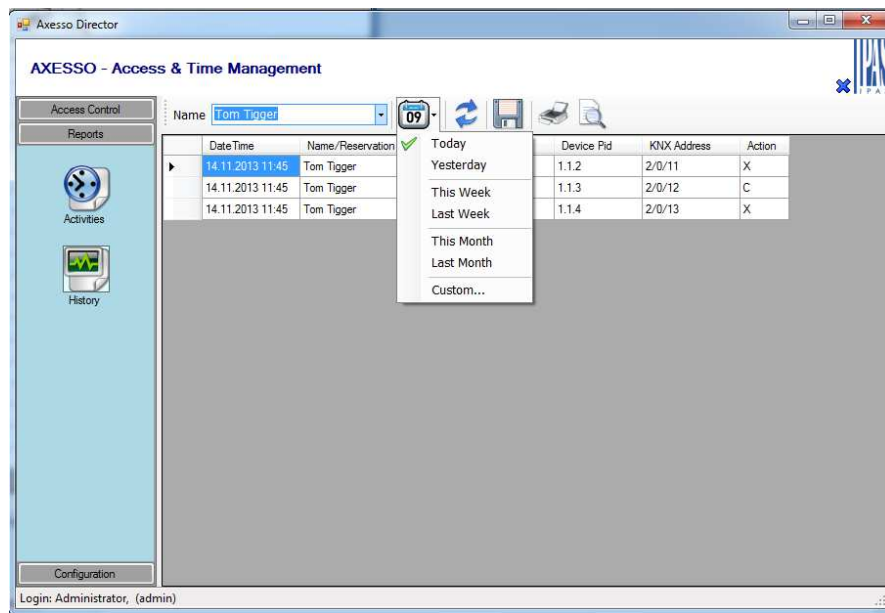 Axesso Director
AXESSO - Access & Time Management
IPAS
Access Control
Reports
Activities
History
Configuration
Name Tom Tigger
09
DateTime Name/Reservation Device Pid KNX Address Action
14.11.2013 11:45 Tom Tigger 1.1.2 2/0/11 X
14.11.2013 11:45 Tom Tigger 1.1.3 2/0/12 C
14.11.2013 11:45 Tom Tigger 1.1.4 2/0/13 X
Today
Yesterday
This Week
Last Week
This Month
Last Month
Custom...
Login: Administrator, (admin)